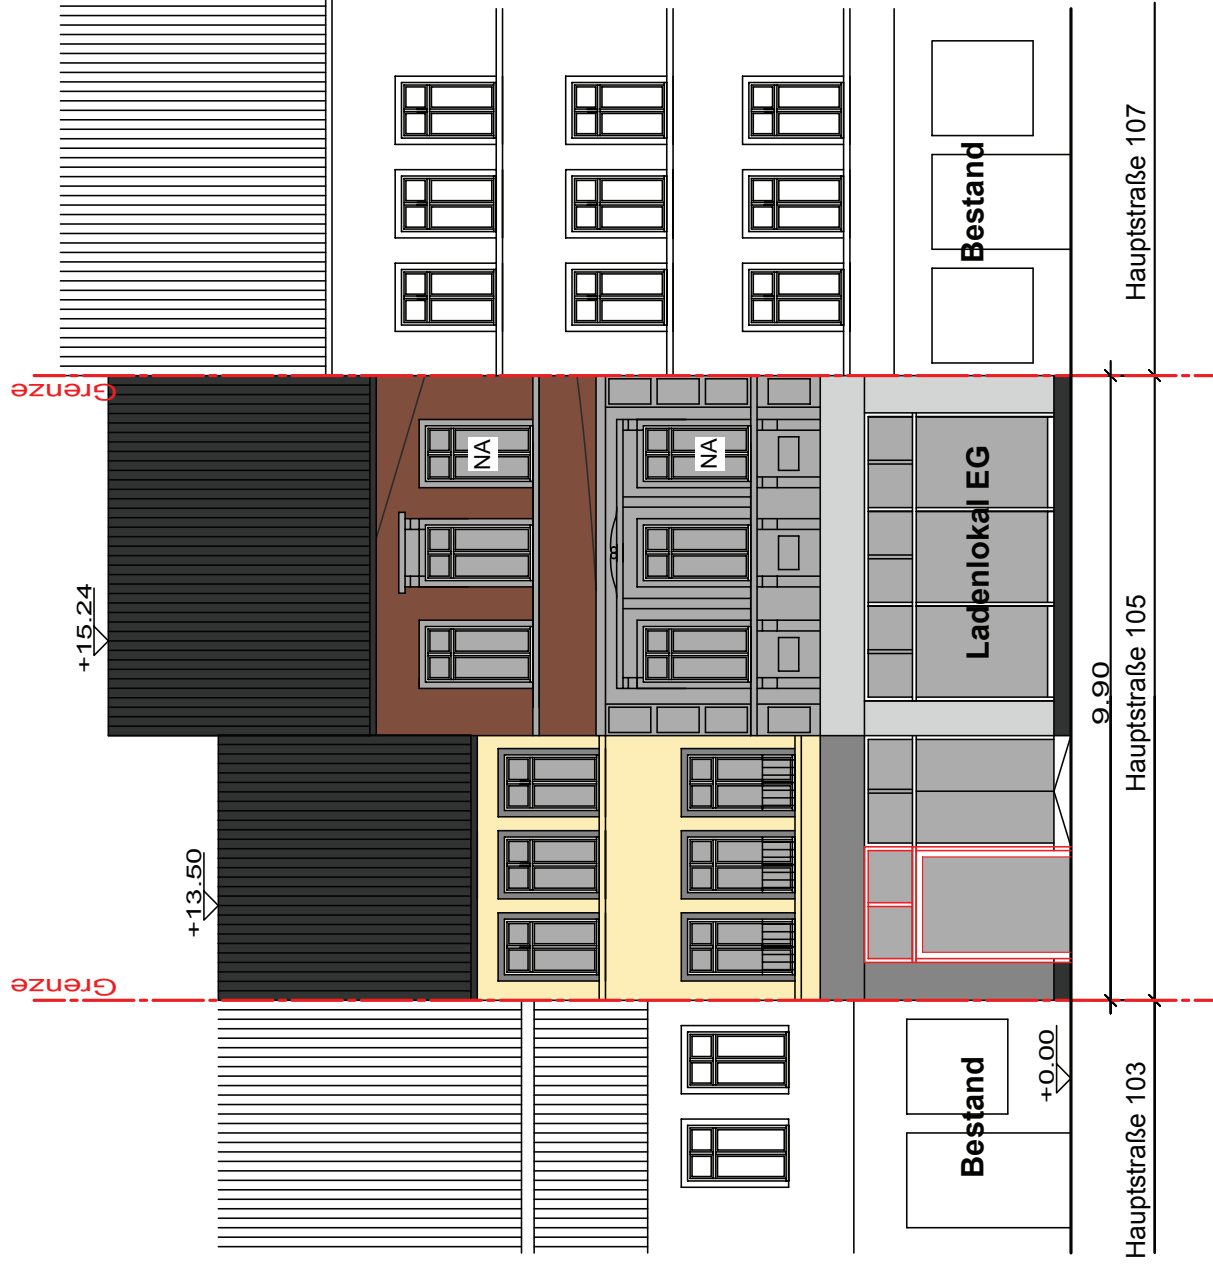 Grenze
Grenze
+15.24
+13.50
NA
NA
Bestand
Ladenlokal EG
Bestand
+0.00
9.90
Hauptstraße 103
Hauptstraße 105
Hauptstraße 107